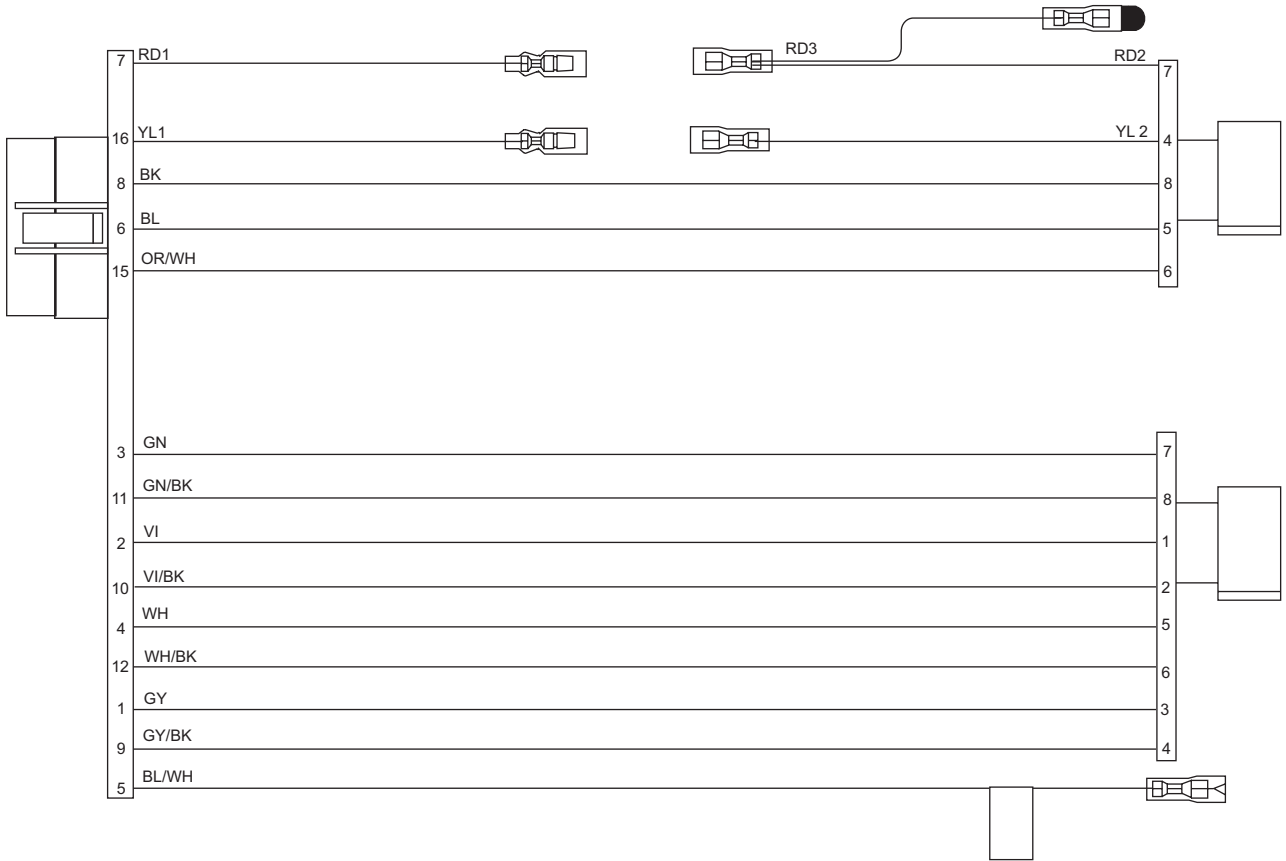 RD3
7 RD1 RD2 7
16 YL1 YL 2 4
8 BK 8
6 BL 5
15 OR/WH 6
3 GN 7
11 GN/BK 8
2 VI 1
10 VI/BK 2
4 WH 5
12 WH/BK 6
1 GY 3
9 GY/BK 4
5 BL/WH